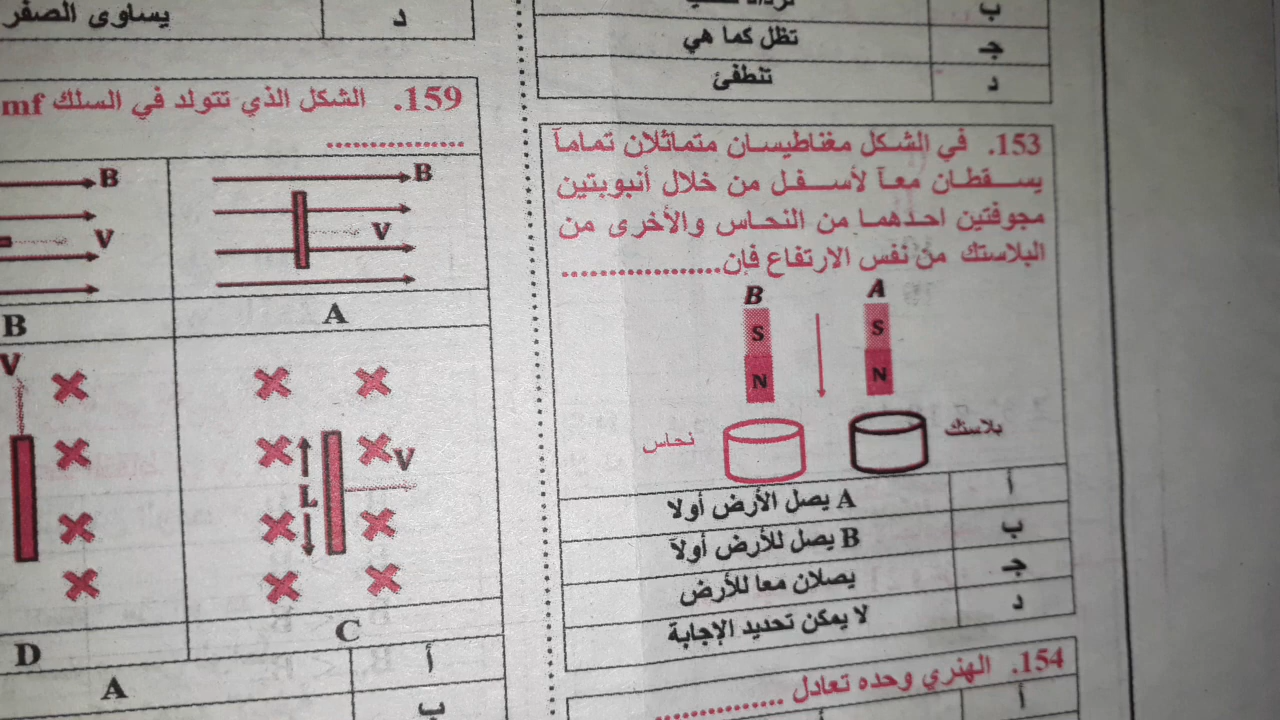 ب
تظل كما هي
جـ
تنطفئ
د
153. في الشكل مغناطيسان متماثلان تماماً
يسقطان معاً لأسفل من خلال أنبوبتين
مجوفتين احدهما من النحاس والأخرى من
البلاستك من نفس الارتفاع فإن....................
B
A
S
S
N
N
نحاس
بلاستك
أ
A يصل الأرض أولا
ب
B يصل للأرض أولاً
جـ
يصلان معا للأرض
د
لا يمكن تحديد الإجابة
154. الهنري وحده تعادل ................
أ
د
يساوى الصفر
159. الشكل الذي تتولد في السلك mf
..................
B
V
A
B
V
B
L
V
C
V
D
أ
A
ب